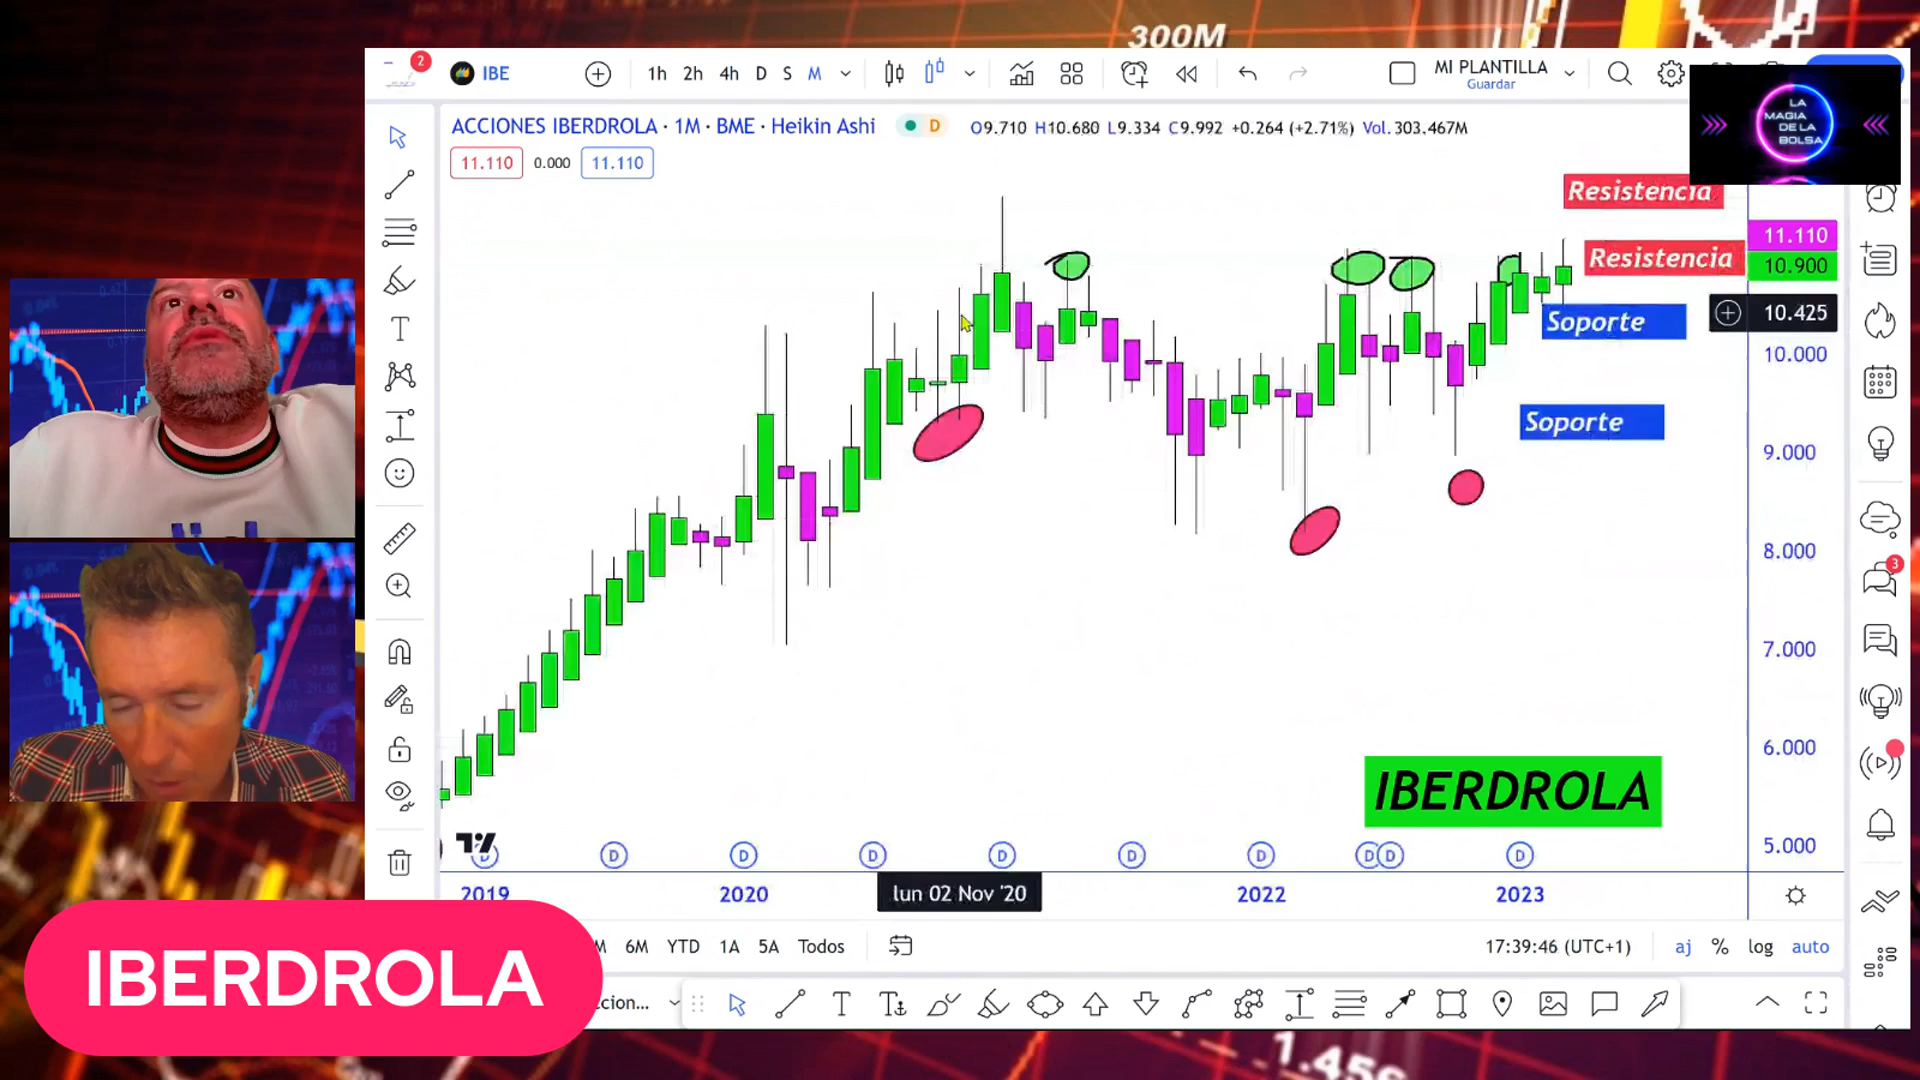 300M
2
IBE
1h 2h 4h D S M
MI PLANTILLA
Guardar
LA
MAGIA
DE LA
BOLSA
ACCIONES IBERDROLA · 1M · BME · Heikin Ashi
D
O9.710 H10.680 L9.334 C9.992 +0.264 (+2.71%) Vol.303.467M
11.110 0.000 11.110
Resistencia
11.110
Resistencia
10.900
Soporte
10.425
10.000
Soporte
9.000
8.000
3
7.000
6.000
IBERDROLA
5.000
D D D D D D D D D D
2019 2020 lun 02 Nov '20 2022 2023
6M YTD 1A 5A Todos
17:39:46 (UTC+1)
aj % log auto
IBERDROLA